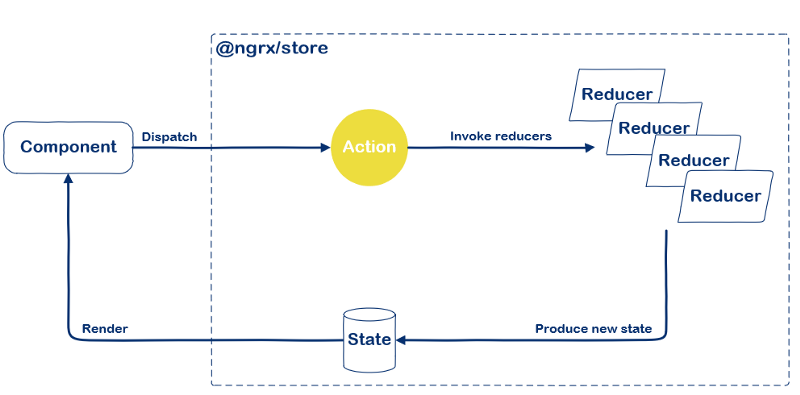 @ngrx/store
Reducer
Reducer
Reducer
Reducer
Component
Dispatch
Action
Invoke reducers
Render
State
Produce new state